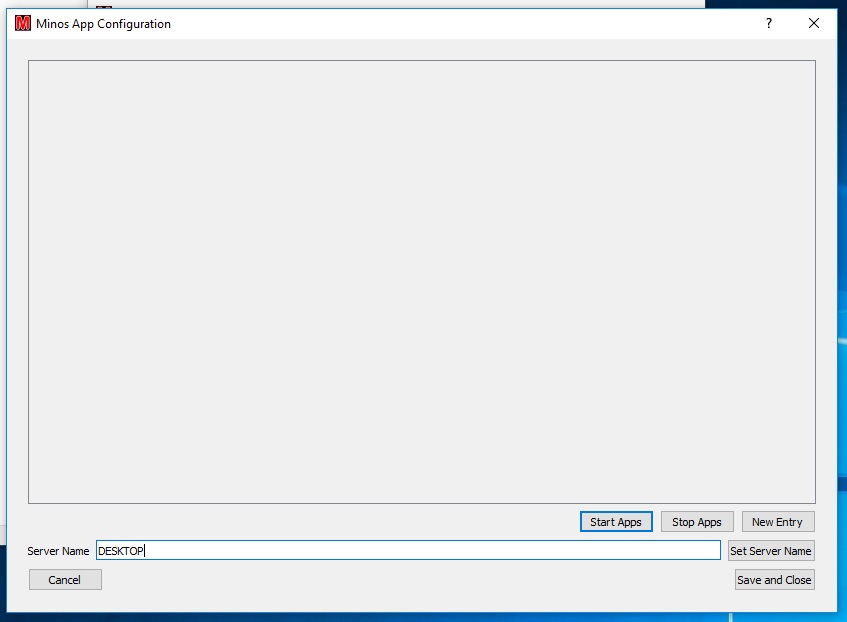 M Minos App Configuration ?
Start Apps Stop Apps New Entry
Server Name DESKTOP Set Server Name
Cancel Save and Close